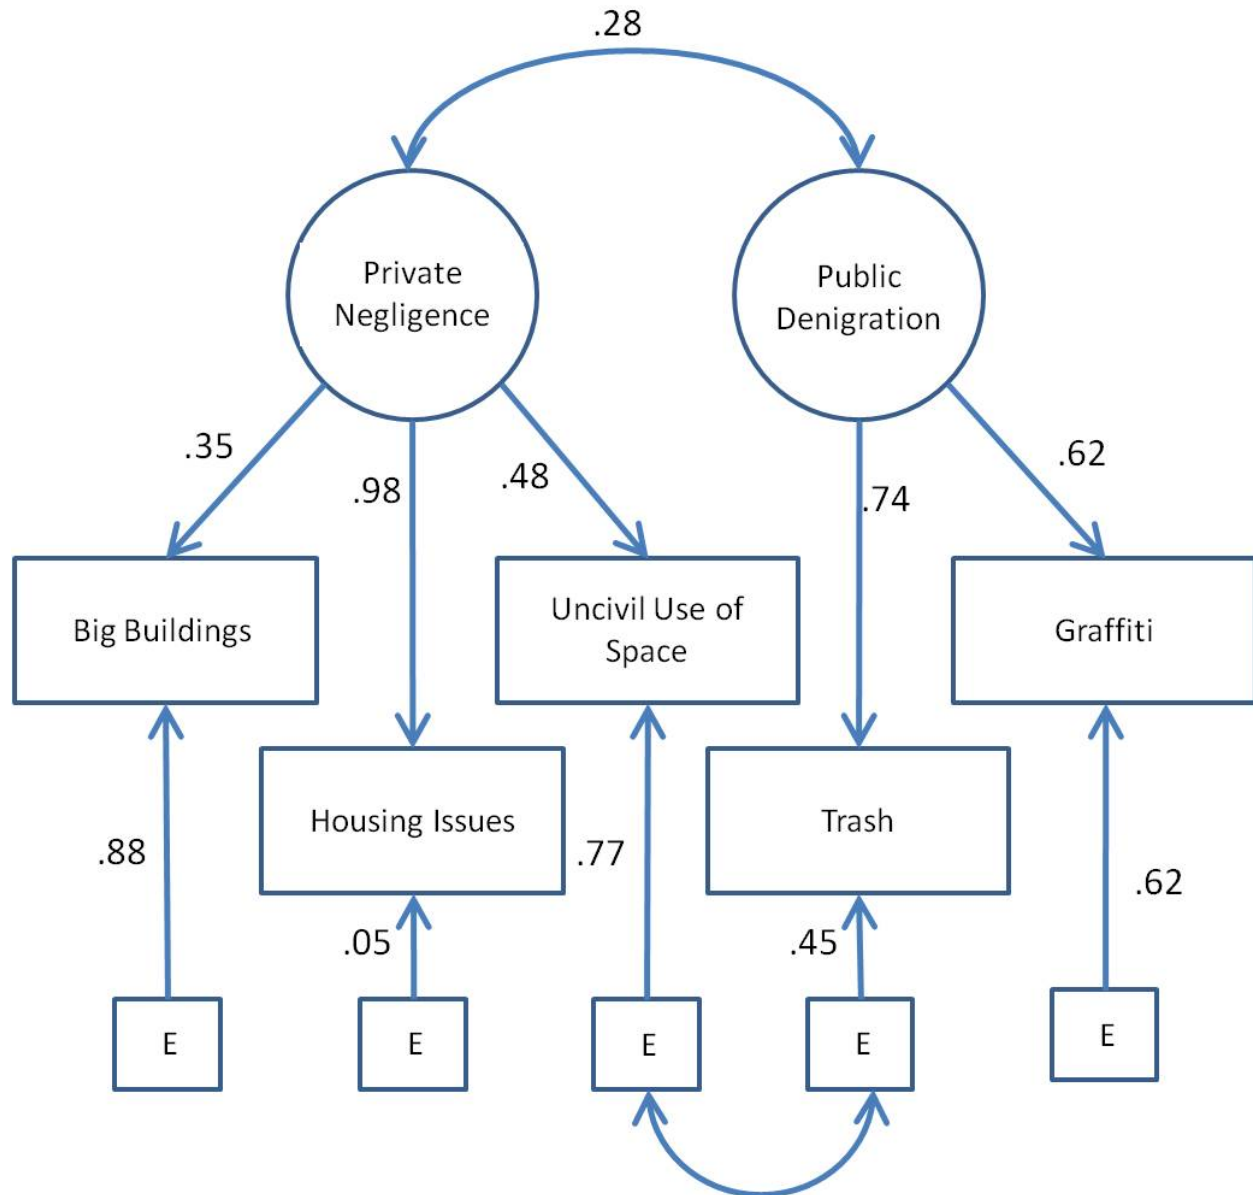 .28
Private
Negligence
Public
Denigration
.35
.98
.48
.74
.62
Big Buildings
Uncivil Use of
Space
Graffiti
Housing Issues
Trash
.88
.05
.77
.45
.62
E
E
E
E
E